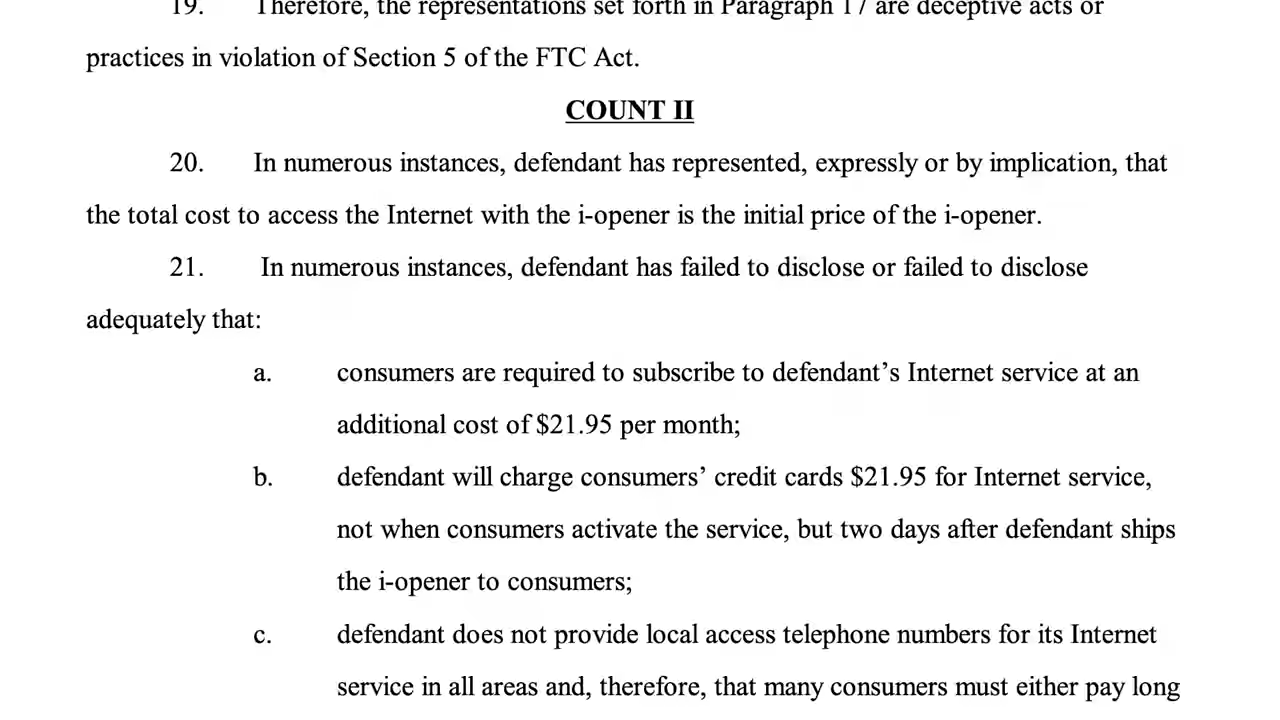 19. Therefore, the representations set forth in Paragraph 17 are deceptive acts or
practices in violation of Section 5 of the FTC Act.
COUNT II
20. In numerous instances, defendant has represented, expressly or by implication, that
the total cost to access the Internet with the i-opener is the initial price of the i-opener.
21. In numerous instances, defendant has failed to disclose or failed to disclose
adequately that:
a. consumers are required to subscribe to defendant’s Internet service at an
additional cost of $21.95 per month;
b. defendant will charge consumers’ credit cards $21.95 for Internet service,
not when consumers activate the service, but two days after defendant ships
the i-opener to consumers;
c. defendant does not provide local access telephone numbers for its Internet
service in all areas and, therefore, that many consumers must either pay long